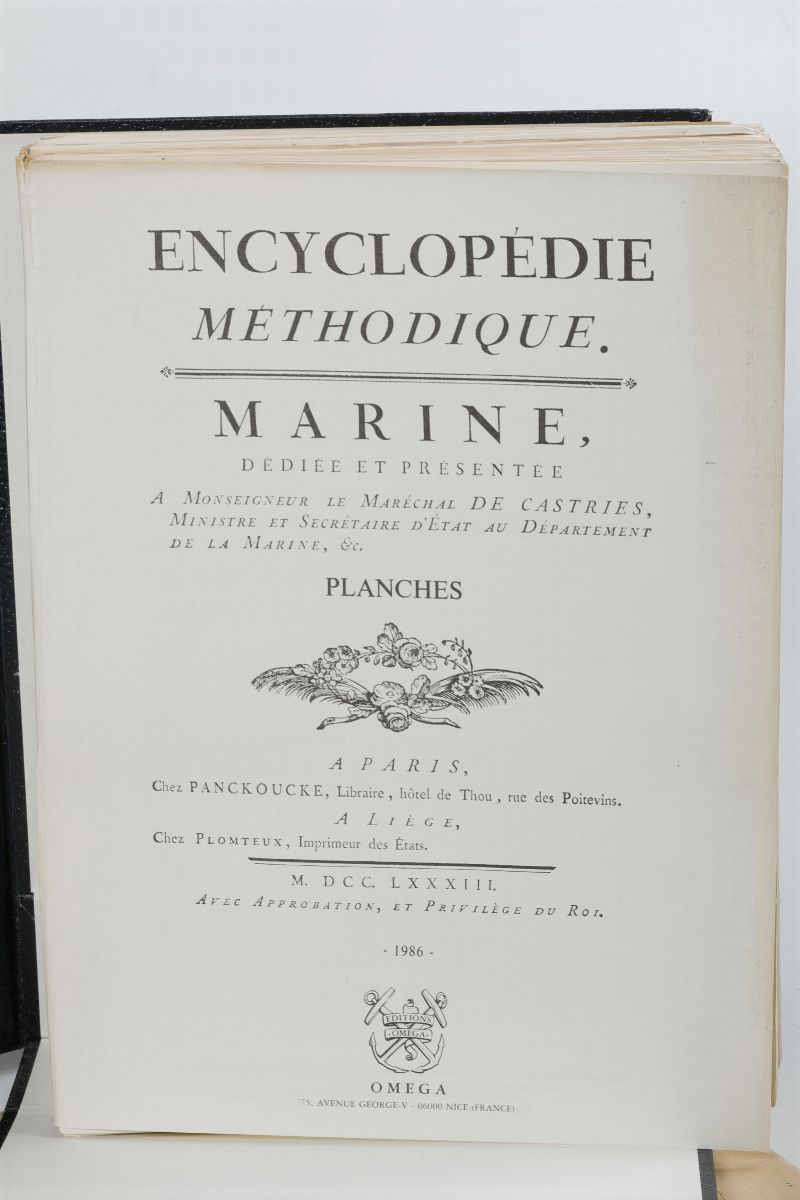 ENCYCLOPÉDIE
MÉTHODIQUE.
MARINE,
DÉDIÉE ET PRÉSENTÉE
A MONSEIGNEUR LE MARÉCHAL DE CASTRIES,
MINISTRE ET SECRÉTAIRE D'ÉTAT AU DÉPARTEMENT
DE LA MARINE, &c.
PLANCHES
A PARIS,
Chez PANCKOUCKE, Libraire, hôtel de Thou, rue des Poitevins.
A LIÈGE,
Chez PLOMTEUX, Imprimeur des États.
M. DCC. LXXXIII.
AVEC APPROBATION, ET PRIVILÈGE DU ROI.
- 1986 -
EDITIONS
-OMEGA-
OMEGA
75, AVENUE GEORGE-V - 06000 NICE (FRANCE)